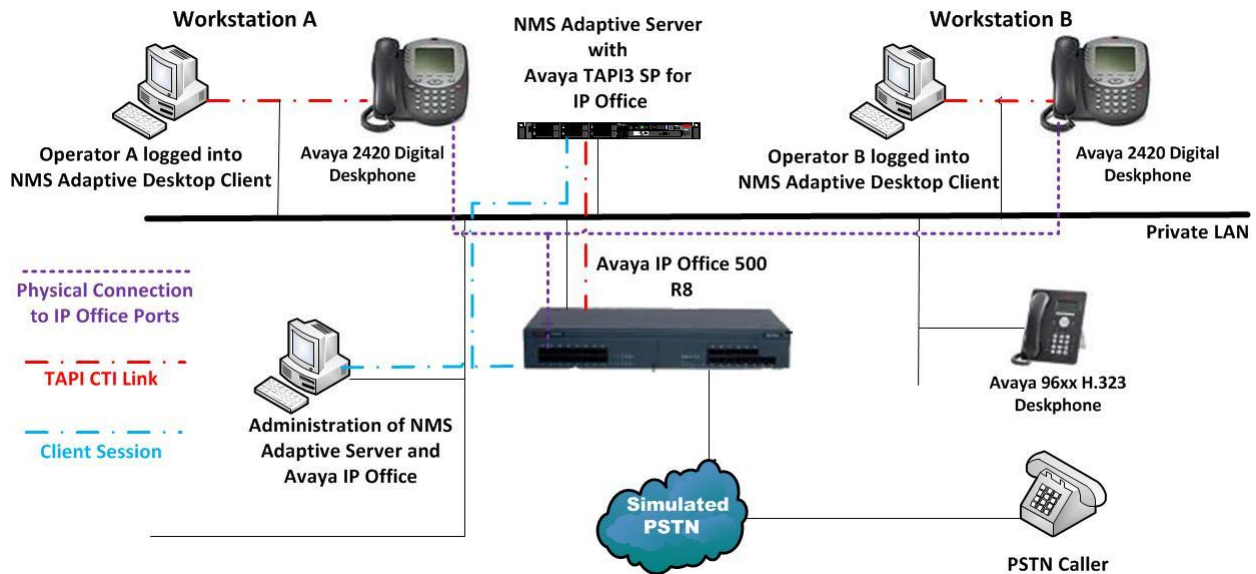 Workstation A
NMS Adaptive Server
with
Avaya TAPI3 SP for
IP Office
Workstation B
Operator A logged into
NMS Adaptive Desktop Client
Avaya 2420 Digital
Deskphone
Operator B logged into
NMS Adaptive Desktop Client
Avaya 2420 Digital
Deskphone
Private LAN
Physical Connection
to IP Office Ports
TAPI CTI Link
Client Session
Avaya IP Office 500
R8
Administration of NMS
Adaptive Server and
Avaya IP Office
Avaya 96xx H.323
Deskphone
Simulated
PSTN
PSTN Caller